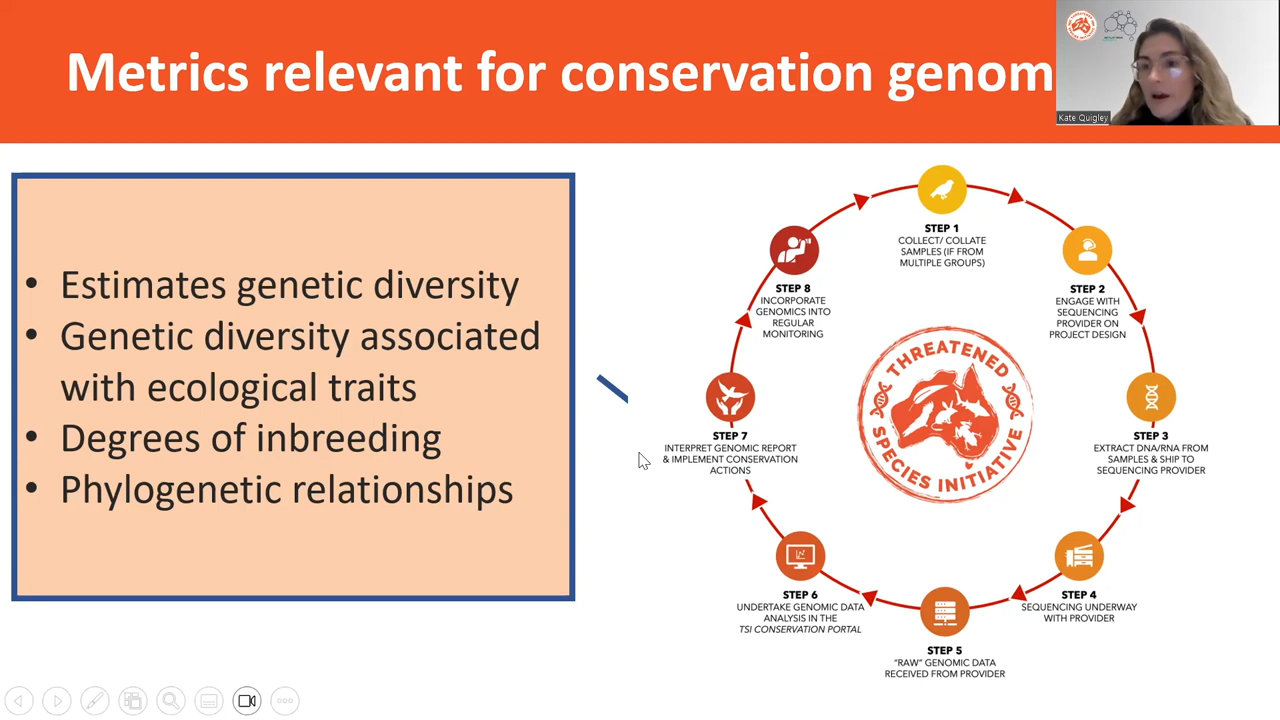 Metrics relevant for conservation genom
Kate Quigley
• Estimates genetic diversity
• Genetic diversity associated
with ecological traits
• Degrees of inbreeding
• Phylogenetic relationships
STEP 1
COLLECT/ COLLATE
SAMPLES (IF FROM
MULTIPLE GROUPS)
STEP 2
ENGAGE WITH
SEQUENCING
PROVIDER ON
PROJECT DESIGN
STEP 3
EXTRACT DNA/RNA FROM
SAMPLES & SHIP TO
SEQUENCING PROVIDER
STEP 4
SEQUENCING UNDERWAY
WITH PROVIDER
STEP 5
“RAW” GENOMIC DATA
RECEIVED FROM PROVIDER
STEP 6
UNDERTAKE GENOMIC DATA
ANALYSIS IN THE
TSI CONSERVATION PORTAL
STEP 7
INTERPRET GENOMIC REPORT
& IMPLEMENT CONSERVATION
ACTIONS
STEP 8
INCORPORATE
GENOMICS INTO
REGULAR
MONITORING
THREATENED
SPECIES INITIATIVE